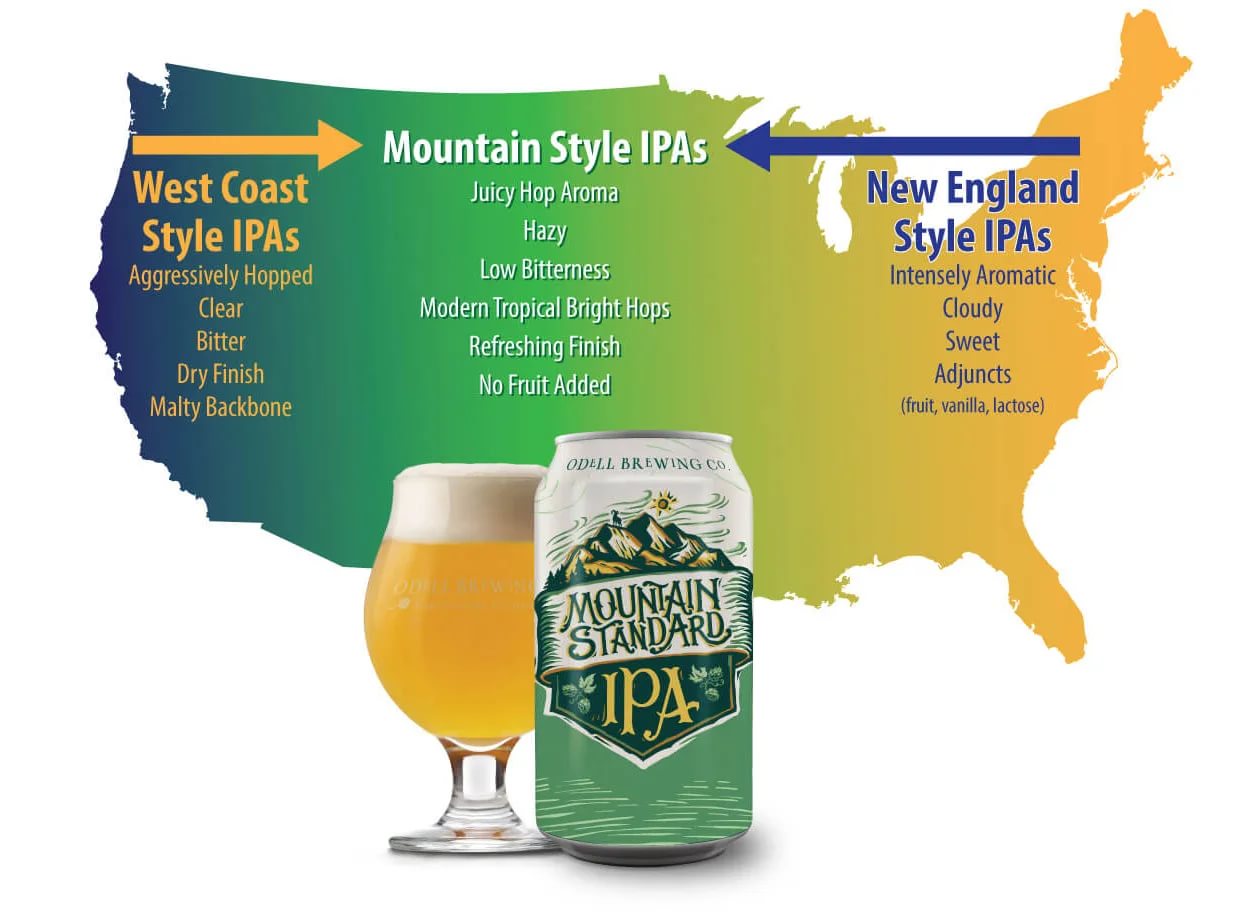 Mountain Style IPAs
Juicy Hop Aroma
Hazy
Low Bitterness
Modern Tropical Bright Hops
Refreshing Finish
No Fruit Added
West Coast
Style IPAs
Aggressively Hopped
Clear
Bitter
Dry Finish
Malty Backbone
New England
Style IPAs
Intensely Aromatic
Cloudy
Sweet
Adjuncts
(fruit, vanilla, lactose)
ODELL BREWING CO.
MOUNTAIN
STANDARD
IPA
ODELL BREWING